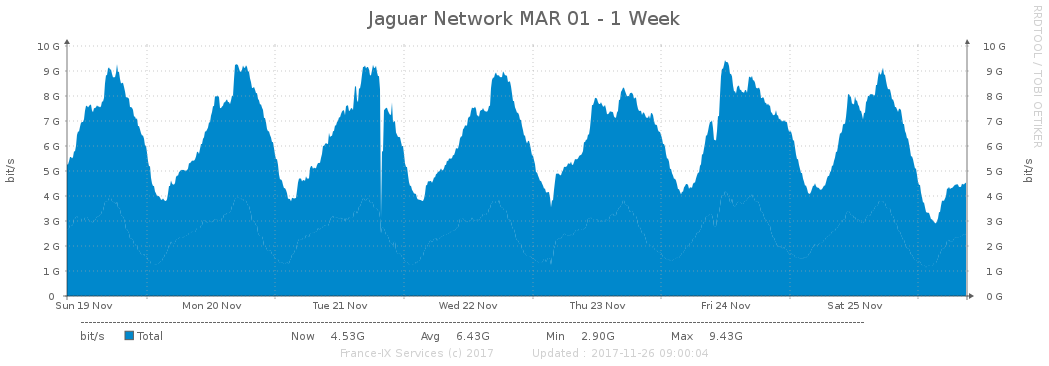 Jaguar Network MAR 01 - 1 Week
RRDTOOL / TOBI OETIKER
bit/s
bit/s
10 G 10 G
9 G 9 G
8 G 8 G
7 G 7 G
6 G 6 G
5 G 5 G
4 G 4 G
3 G 3 G
2 G 2 G
1 G 1 G
0 0 G
Sun 19 Nov Mon 20 Nov Tue 21 Nov Wed 22 Nov Thu 23 Nov Fri 24 Nov Sat 25 Nov
bit/s Total Now 4.53G Avg 6.43G Min 2.90G Max 9.43G
France-IX Services (c) 2017 Updated : 2017-11-26 09:00:04